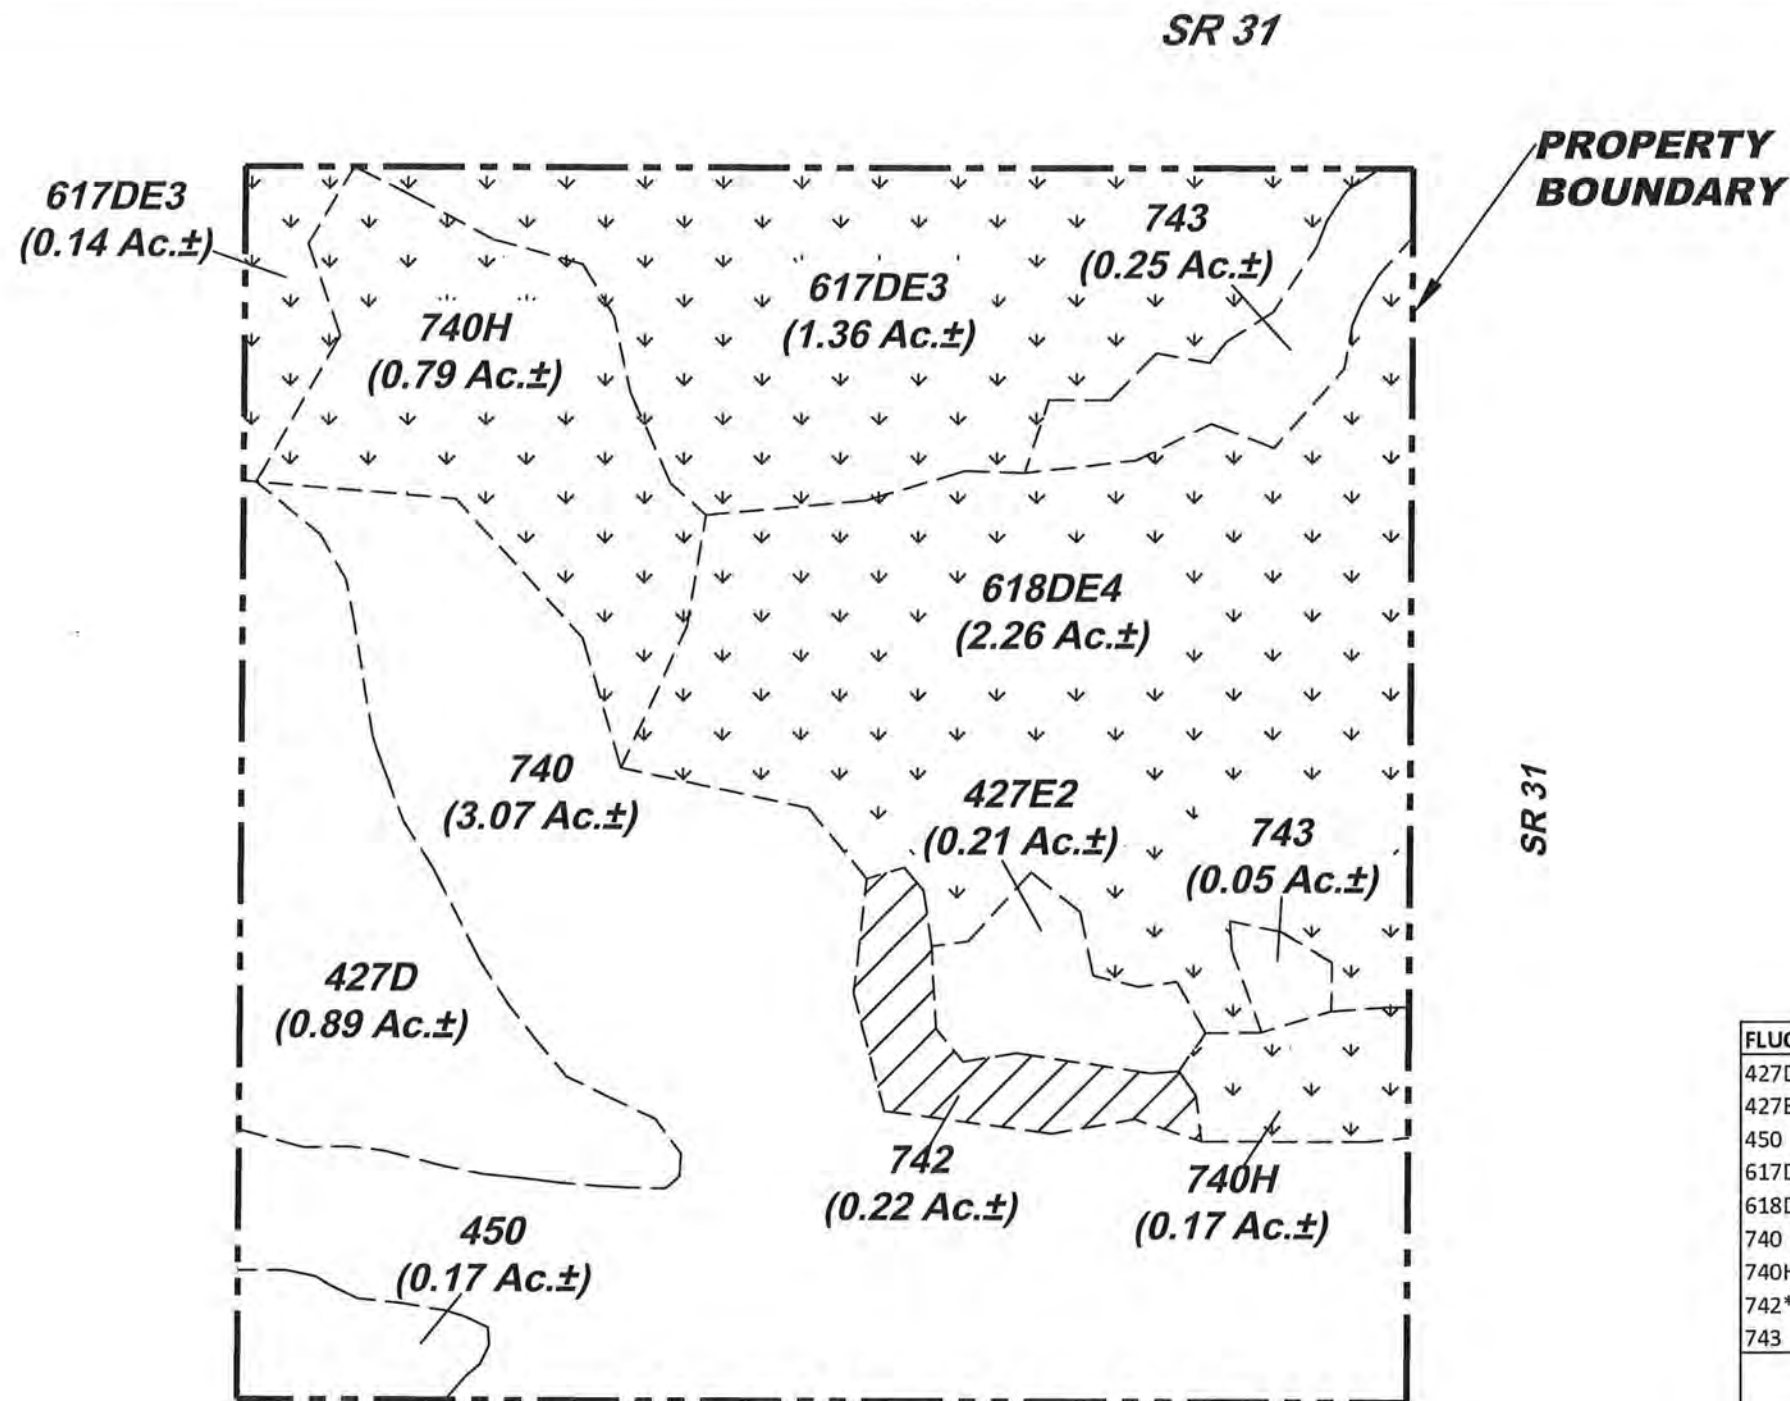 SR 31
PROPERTY
BOUNDARY
617DE3
(0.14 Ac.±)
743
(0.25 Ac.±)
617DE3
(1.36 Ac.±)
740H
(0.79 Ac.±)
618DE4
(2.26 Ac.±)
740
(3.07 Ac.±)
427E2
(0.21 Ac.±)
743
(0.05 Ac.±)
SR 31
427D
(0.89 Ac.±)
742
(0.22 Ac.±)
740H
(0.17 Ac.±)
450
(0.17 Ac.±)
FLUC
427D
427E
450
617D
618D
740
740H
742*
743